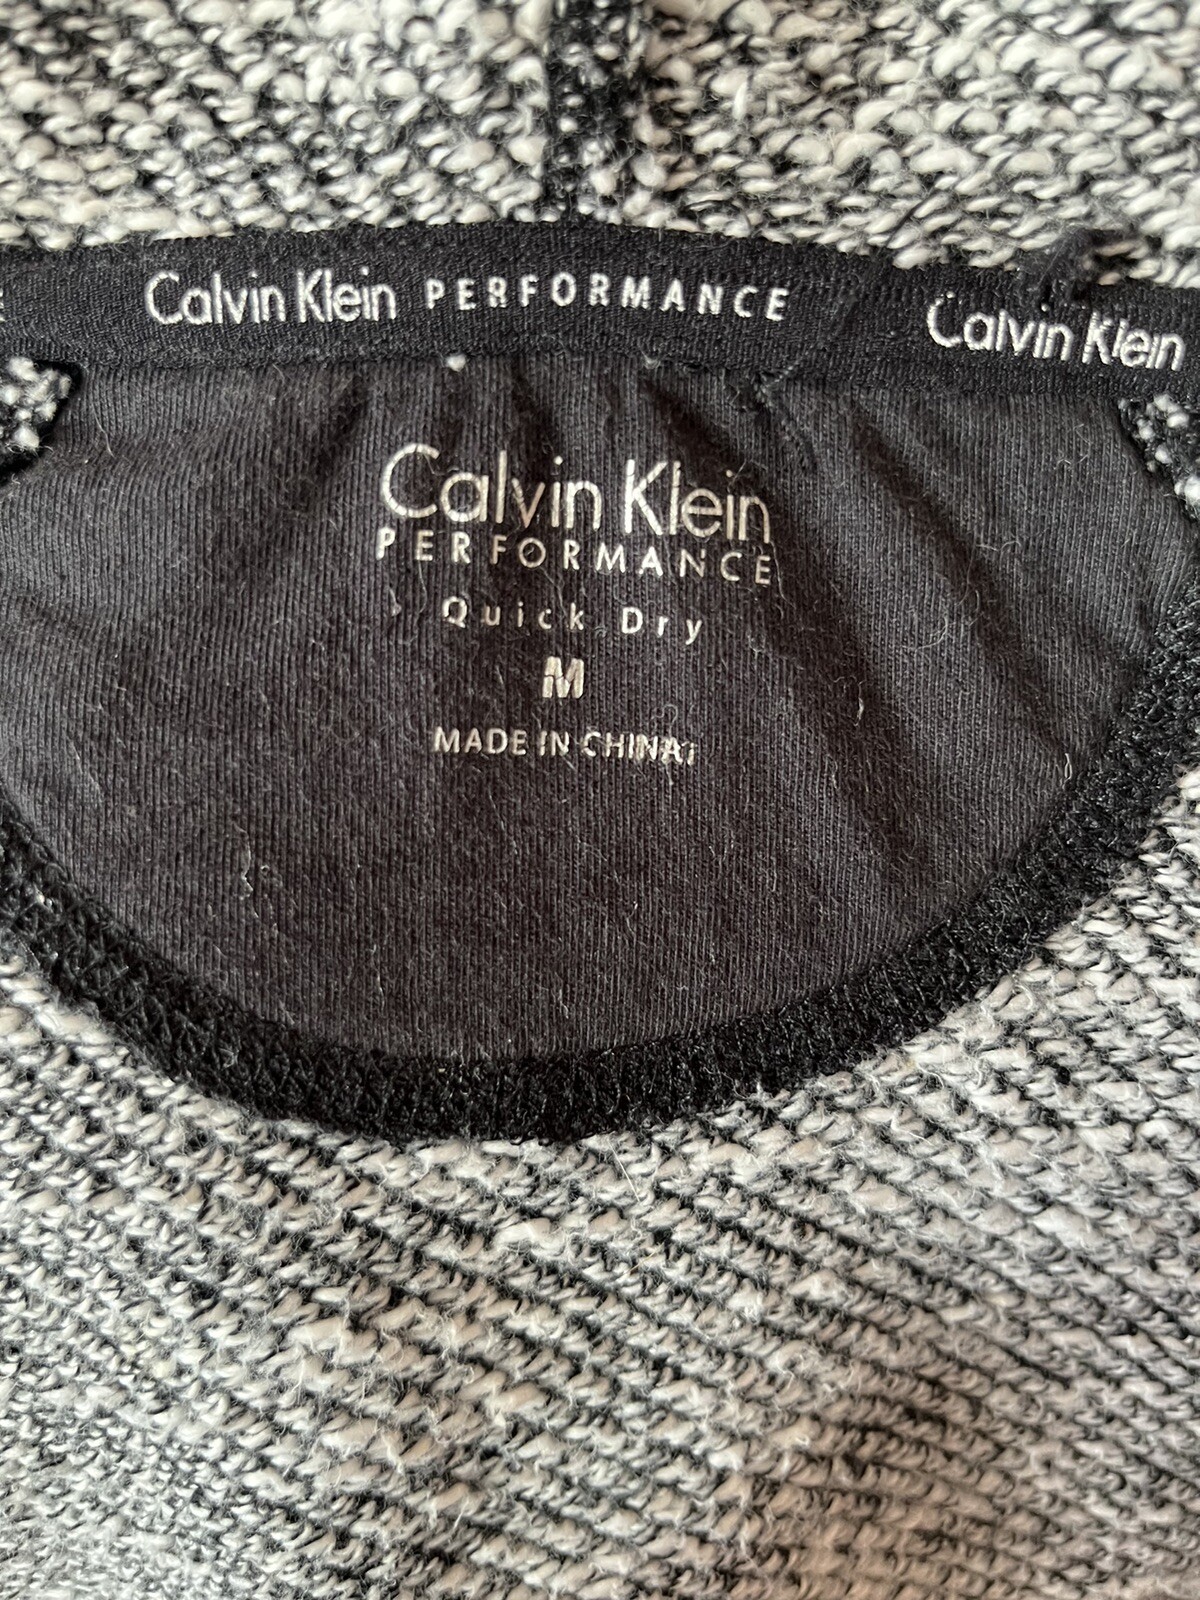 Calvin Klein PERFORMANCE Calvin Klein
Calvin Klein
PERFORMANCE
Quick Dry
M
MADE IN CHINA